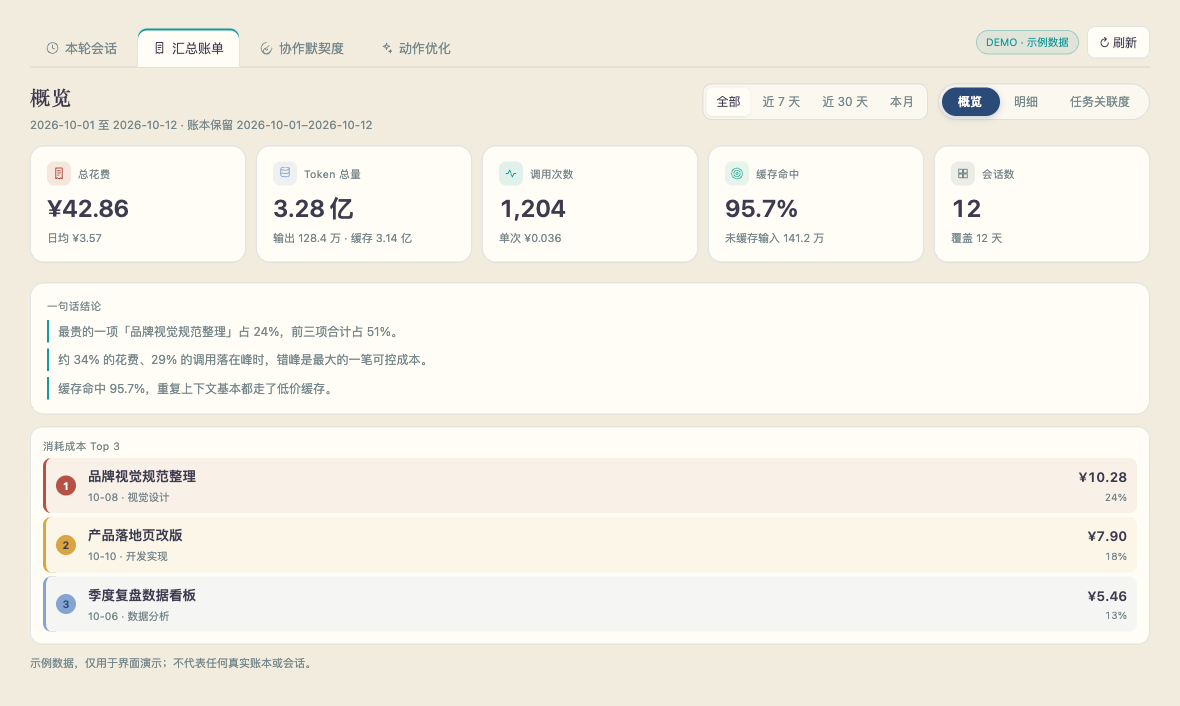 本轮会话
汇总账单
协作默契度
动作优化
DEMO · 示例数据
刷新
概览
2026-10-01 至 2026-10-12 · 账本保留 2026-10-01–2026-10-12
全部
近 7 天
近 30 天
本月
概览
明细
任务关联度
总花费
¥42.86
日均 ¥3.57
Token 总量
3.28 亿
输出 128.4 万 · 缓存 3.14 亿
调用次数
1,204
单次 ¥0.036
缓存命中
95.7%
未缓存输入 141.2 万
会话数
12
覆盖 12 天
一句话结论
最贵的一项「品牌视觉规范整理」占 24%，前三项合计占 51%。
约 34% 的花费、29% 的调用落在峰时，错峰是最大的一笔可控成本。
缓存命中 95.7%，重复上下文基本都走了低价缓存。
消耗成本 Top 3
1
品牌视觉规范整理
10-08 · 视觉设计
¥10.28
24%
2
产品落地页改版
10-10 · 开发实现
¥7.90
18%
3
季度复盘数据看板
10-06 · 数据分析
¥5.46
13%
示例数据，仅用于界面演示；不代表任何真实账本或会话。